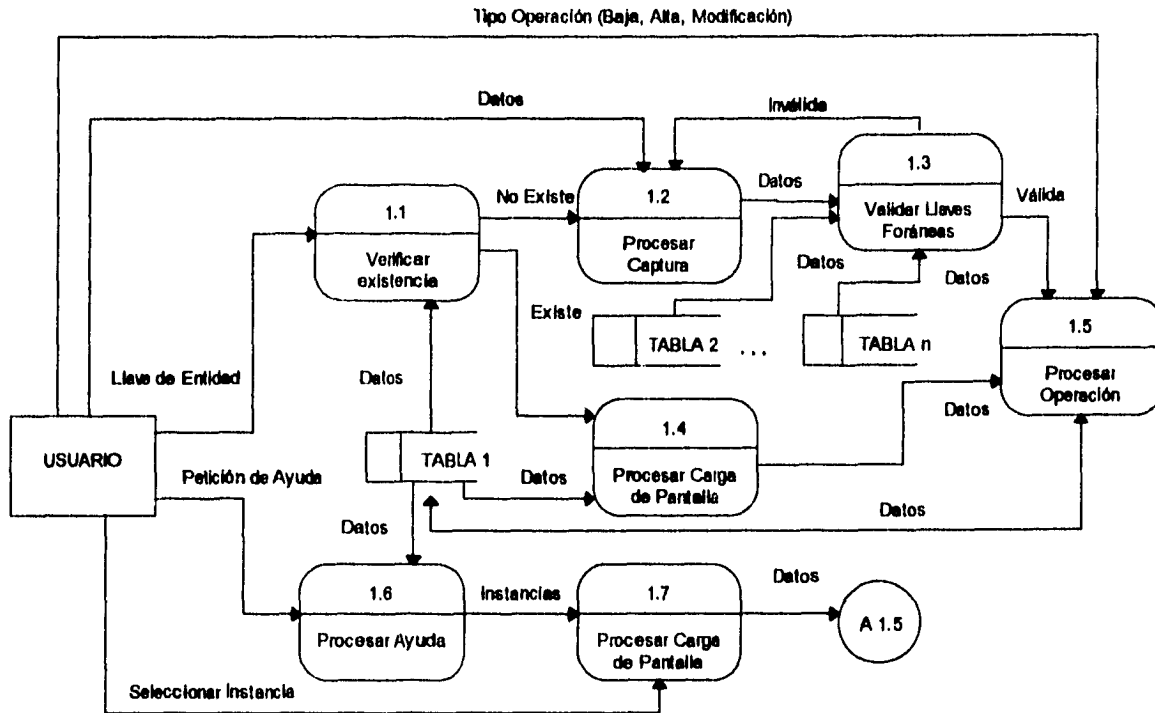 Tipo Operación (Baja, Alta, Modificación)
Datos
Inválida
1.3
Validar Llaves
Foráneas
1.2
Procesar
Captura
Datos
Válida
No Existe
1.1
Verificar
existencia
Existe
Datos
Datos
TABLA 2
...
TABLA n
1.5
Procesar
Operación
Llave de Entidad
Datos
1.4
Procesar Carga
de Pantalla
Datos
USUARIO
TABLA 1
Datos
Petición de Ayuda
Datos
Datos
1.6
Procesar Ayuda
Instancias
1.7
Procesar Carga
de Pantalla
Datos
A 1.5
Seleccionar Instancia